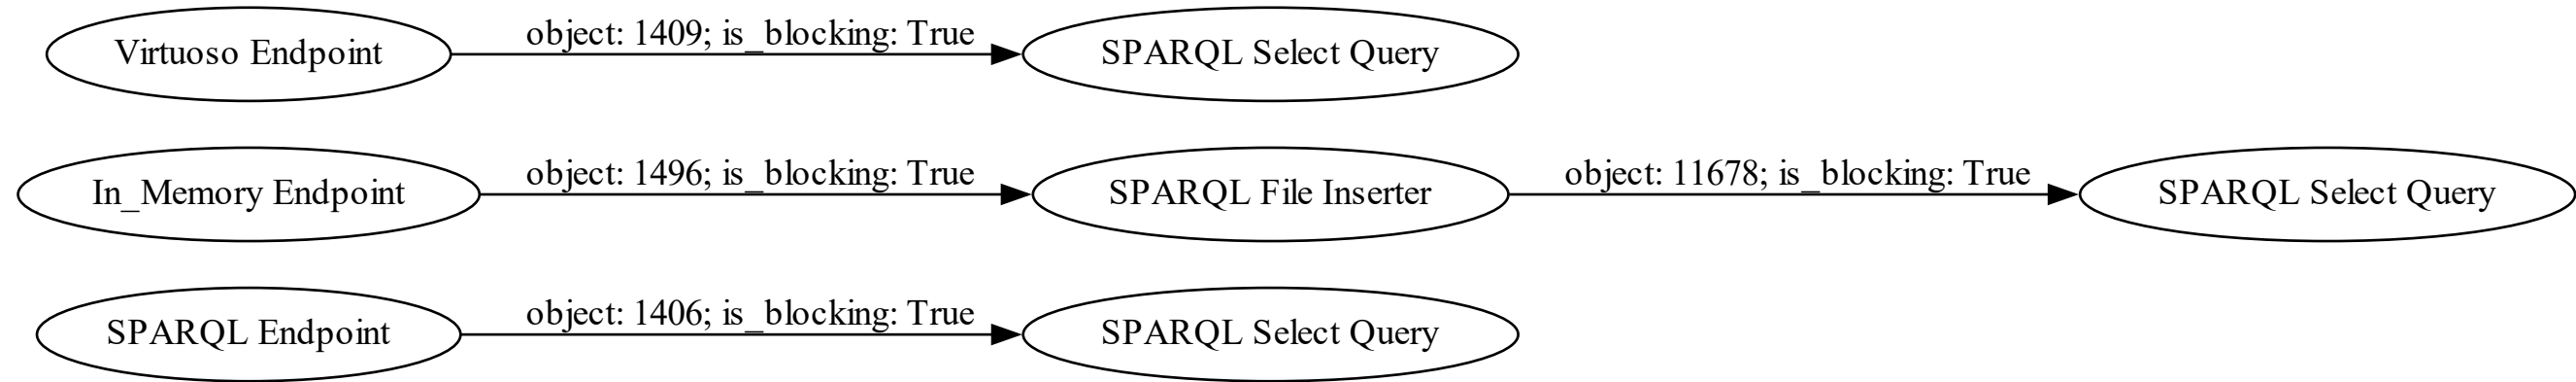 Virtuoso Endpoint
object: 1409; is_blocking: True
SPARQL Select Query
In_Memory Endpoint
object: 1496; is_blocking: True
SPARQL File Inserter
object: 11678; is_blocking: True
SPARQL Select Query
SPARQL Endpoint
object: 1406; is_blocking: True
SPARQL Select Query